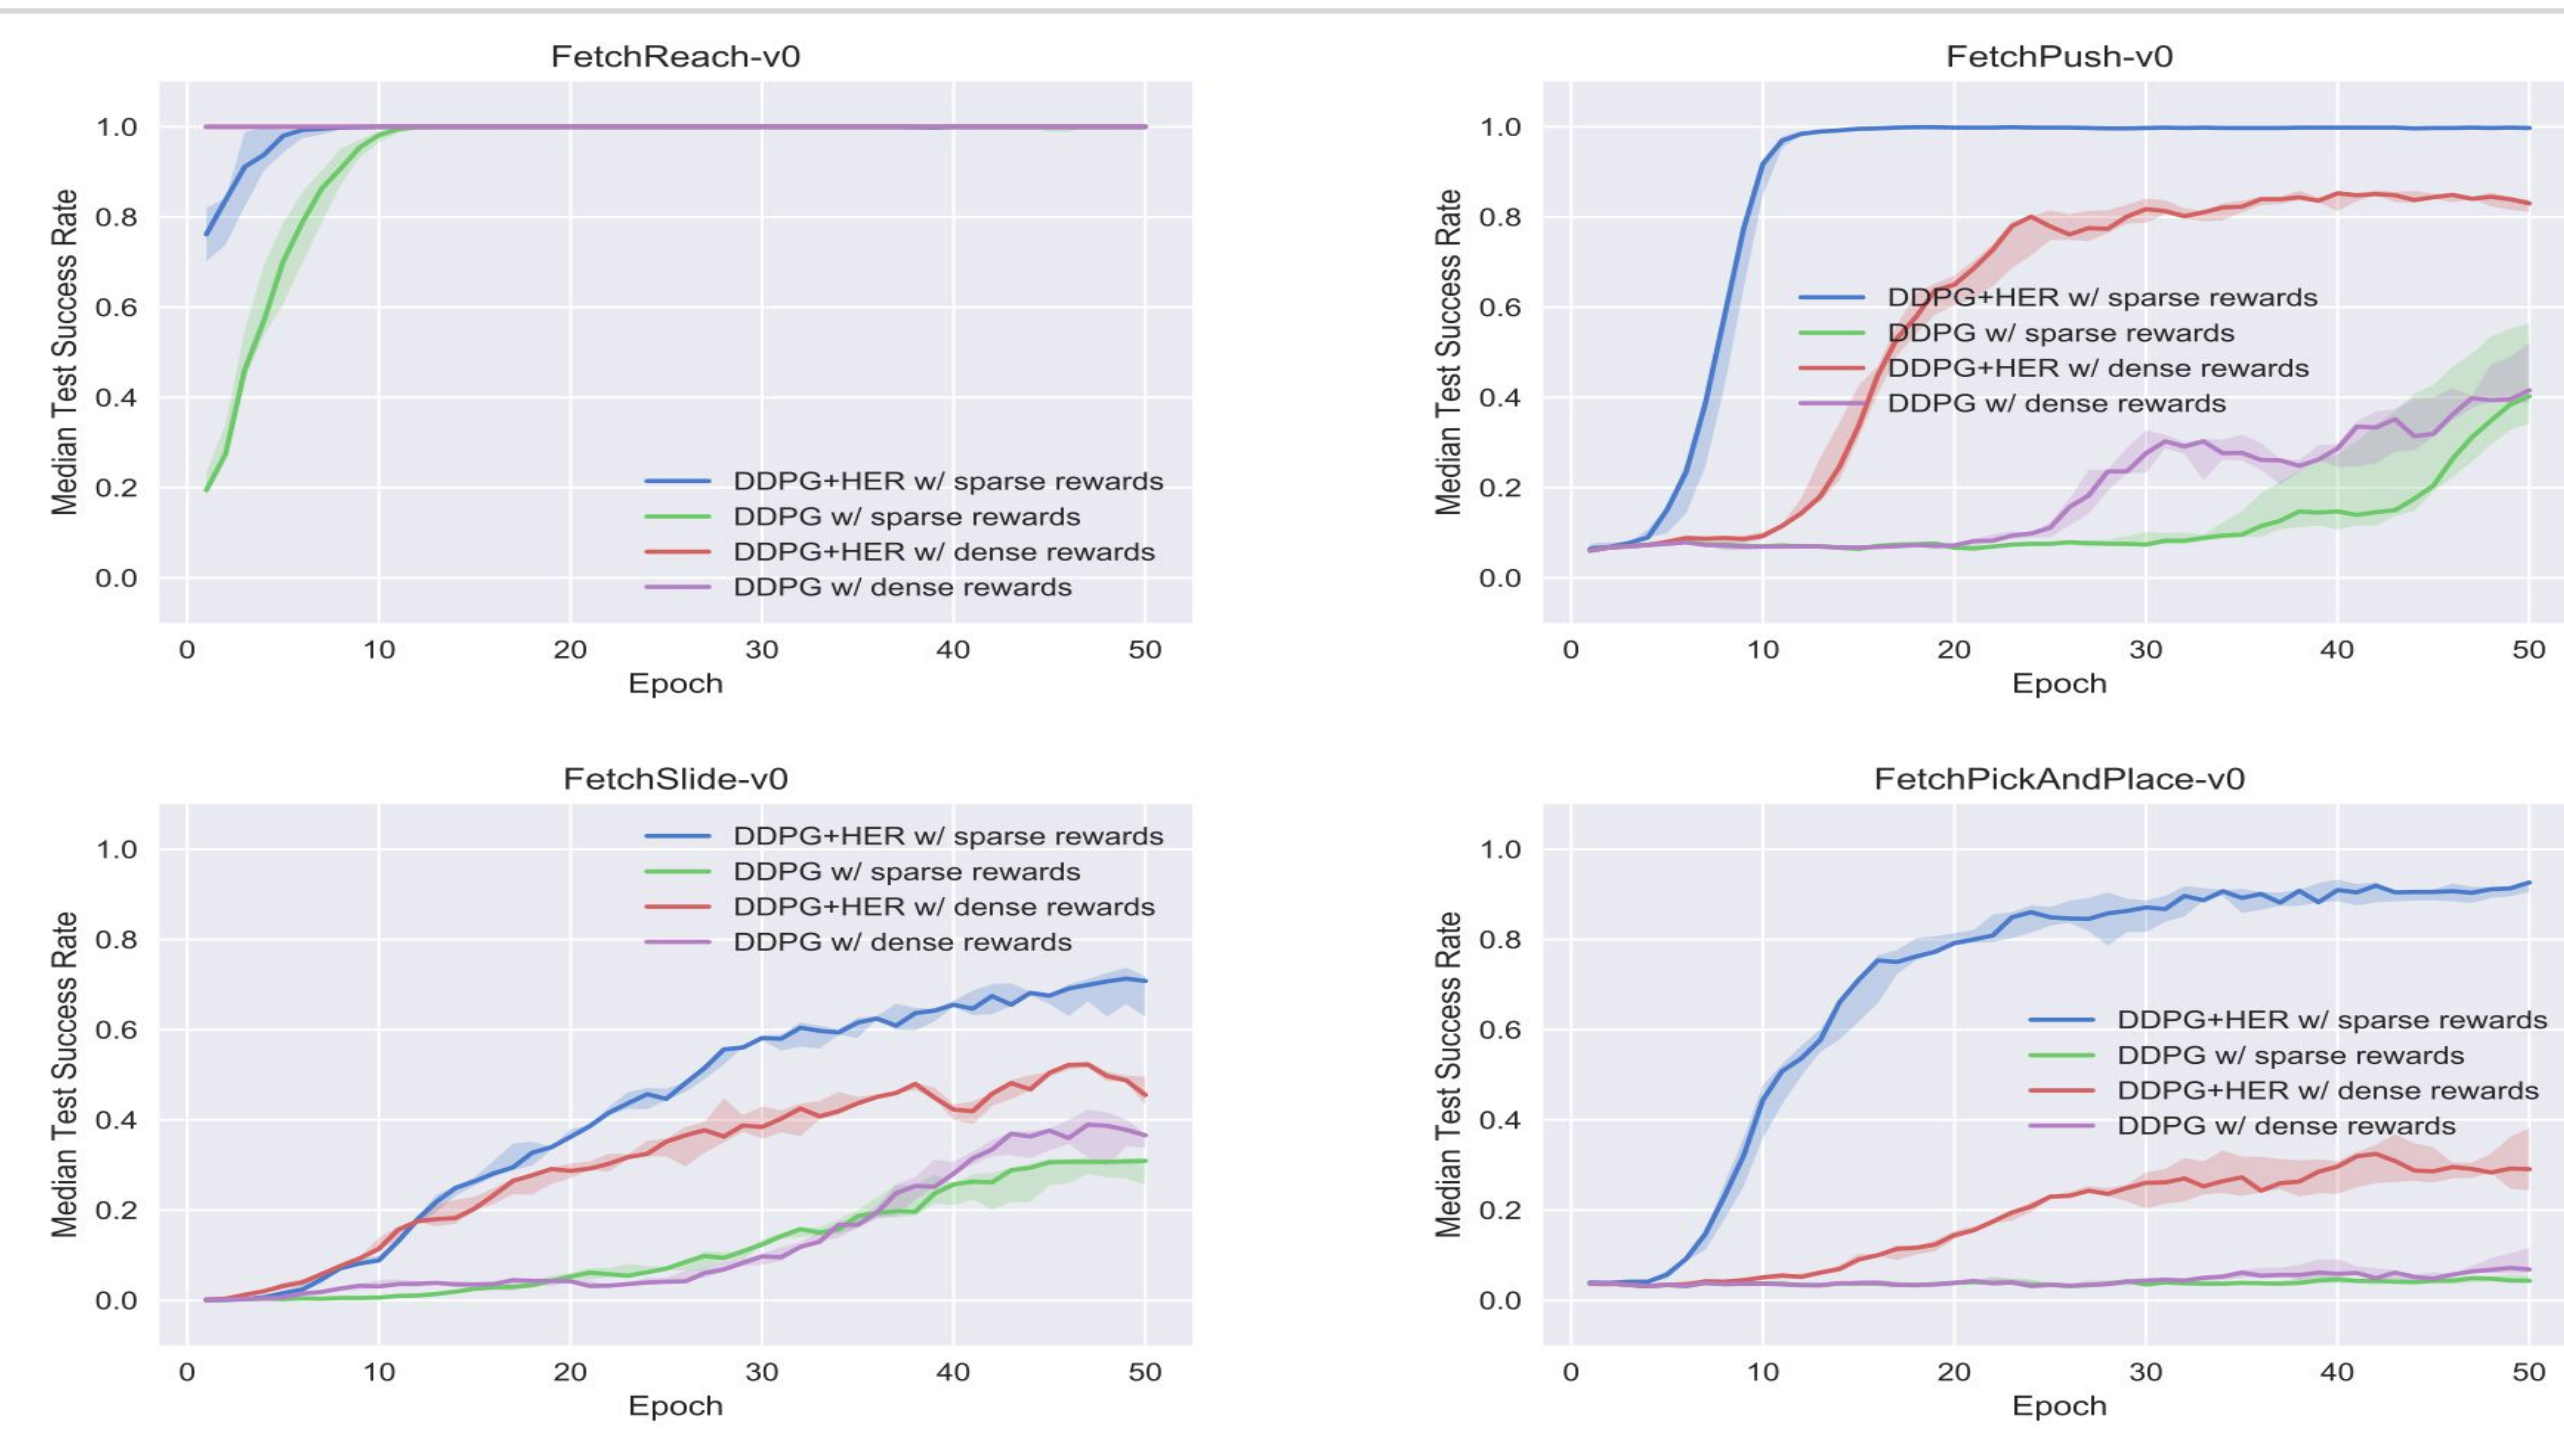 FetchReach-v0
Median Test Success Rate
1.0
0.8
0.6
0.4
0.2
0.0
DDPG+HER w/ sparse rewards
DDPG w/ sparse rewards
DDPG+HER w/ dense rewards
DDPG w/ dense rewards
0 10 20 30 40 50
Epoch
FetchPush-v0
Median Test Success Rate
1.0
0.8
0.6
0.4
0.2
0.0
DDPG+HER w/ sparse rewards
DDPG w/ sparse rewards
DDPG+HER w/ dense rewards
DDPG w/ dense rewards
0 10 20 30 40 50
Epoch
FetchSlide-v0
Median Test Success Rate
1.0
0.8
0.6
0.4
0.2
0.0
DDPG+HER w/ sparse rewards
DDPG w/ sparse rewards
DDPG+HER w/ dense rewards
DDPG w/ dense rewards
0 10 20 30 40 50
Epoch
FetchPickAndPlace-v0
Median Test Success Rate
1.0
0.8
0.6
0.4
0.2
0.0
DDPG+HER w/ sparse rewards
DDPG w/ sparse rewards
DDPG+HER w/ dense rewards
DDPG w/ dense rewards
0 10 20 30 40 50
Epoch